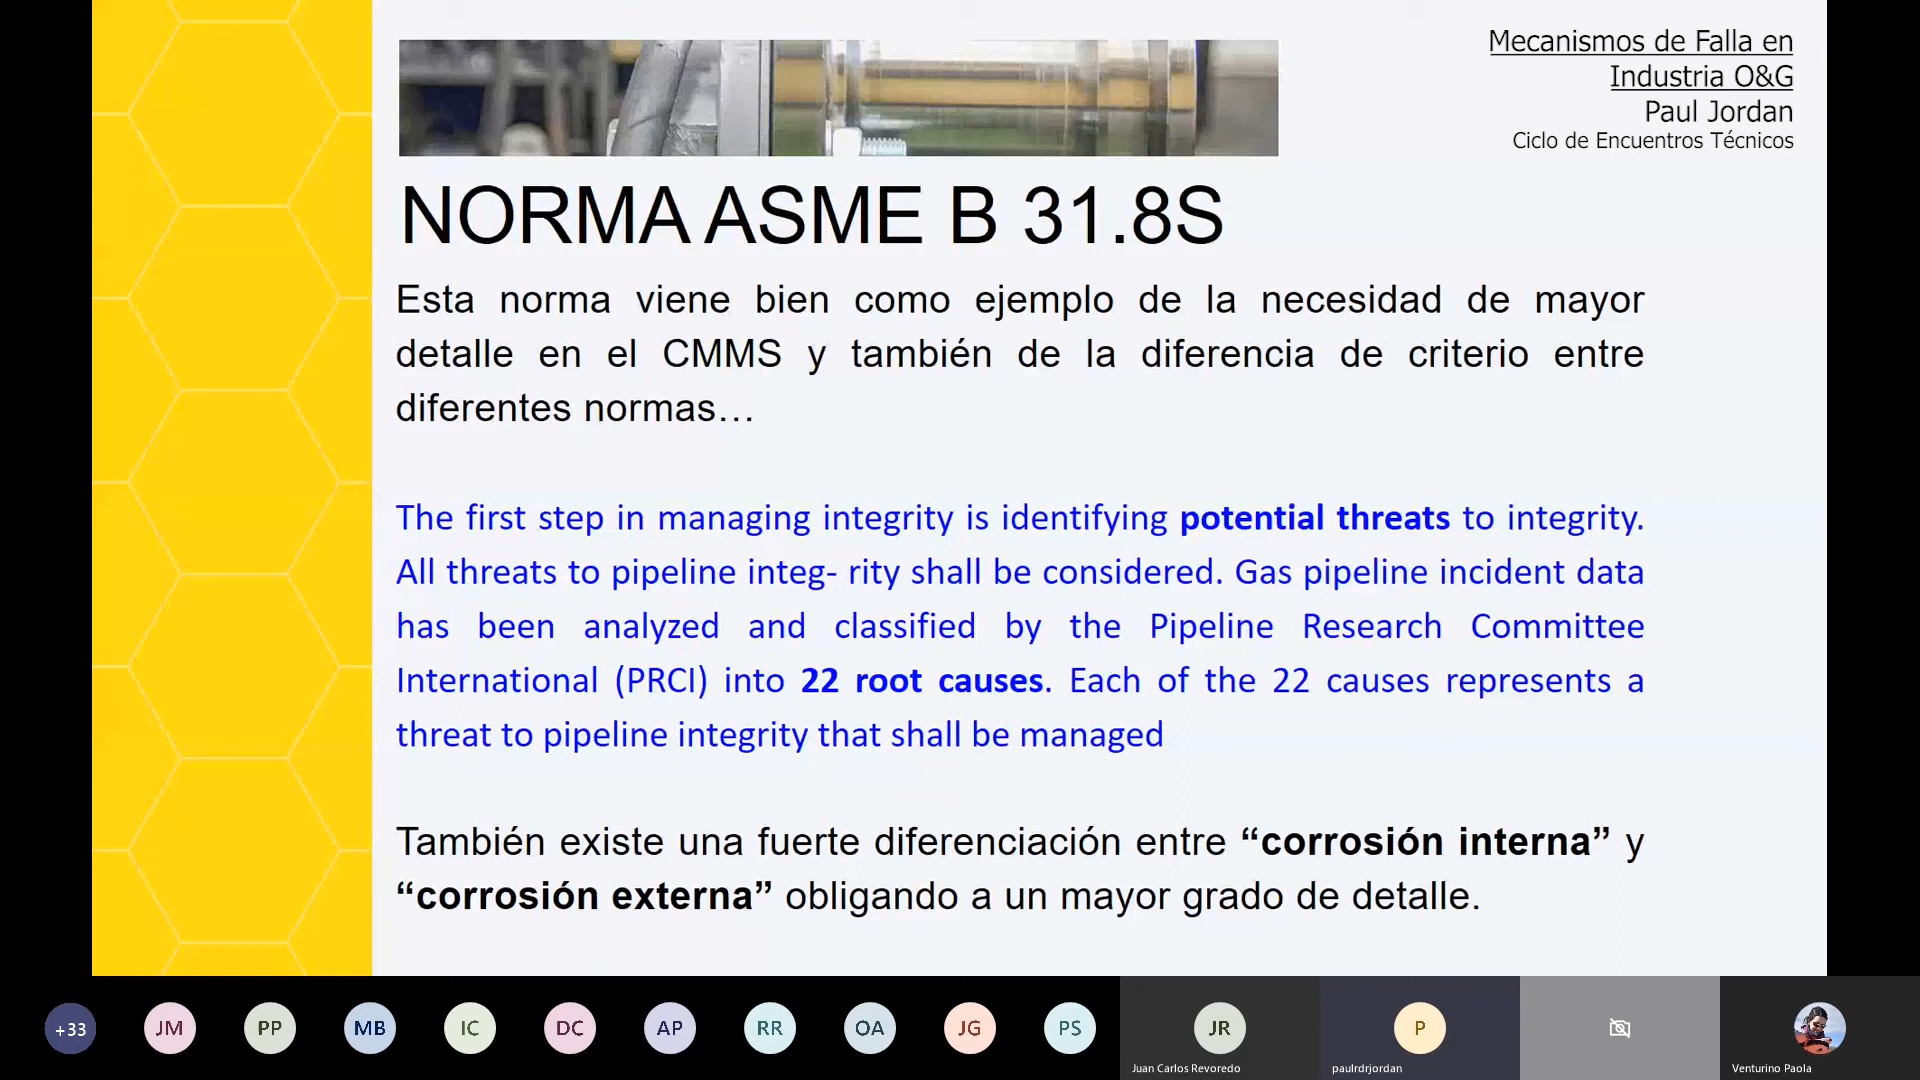 Mecanismos de Falla en
Industria O&G
Paul Jordan
Ciclo de Encuentros Técnicos
NORMA ASME B 31.8S
Esta norma viene bien como ejemplo de la necesidad de mayor
detalle en el CMMS y también de la diferencia de criterio entre
diferentes normas…
The first step in managing integrity is identifying potential threats to integrity.
All threats to pipeline integ- rity shall be considered. Gas pipeline incident data
has been analyzed and classified by the Pipeline Research Committee
International (PRCI) into 22 root causes. Each of the 22 causes represents a
threat to pipeline integrity that shall be managed
También existe una fuerte diferenciación entre “corrosión interna” y
“corrosión externa” obligando a un mayor grado de detalle.
+33 JM PP MB IC DC AP RR OA JG PS JR P
Juan Carlos Revoredo paulrdrjordan Venturino Paola